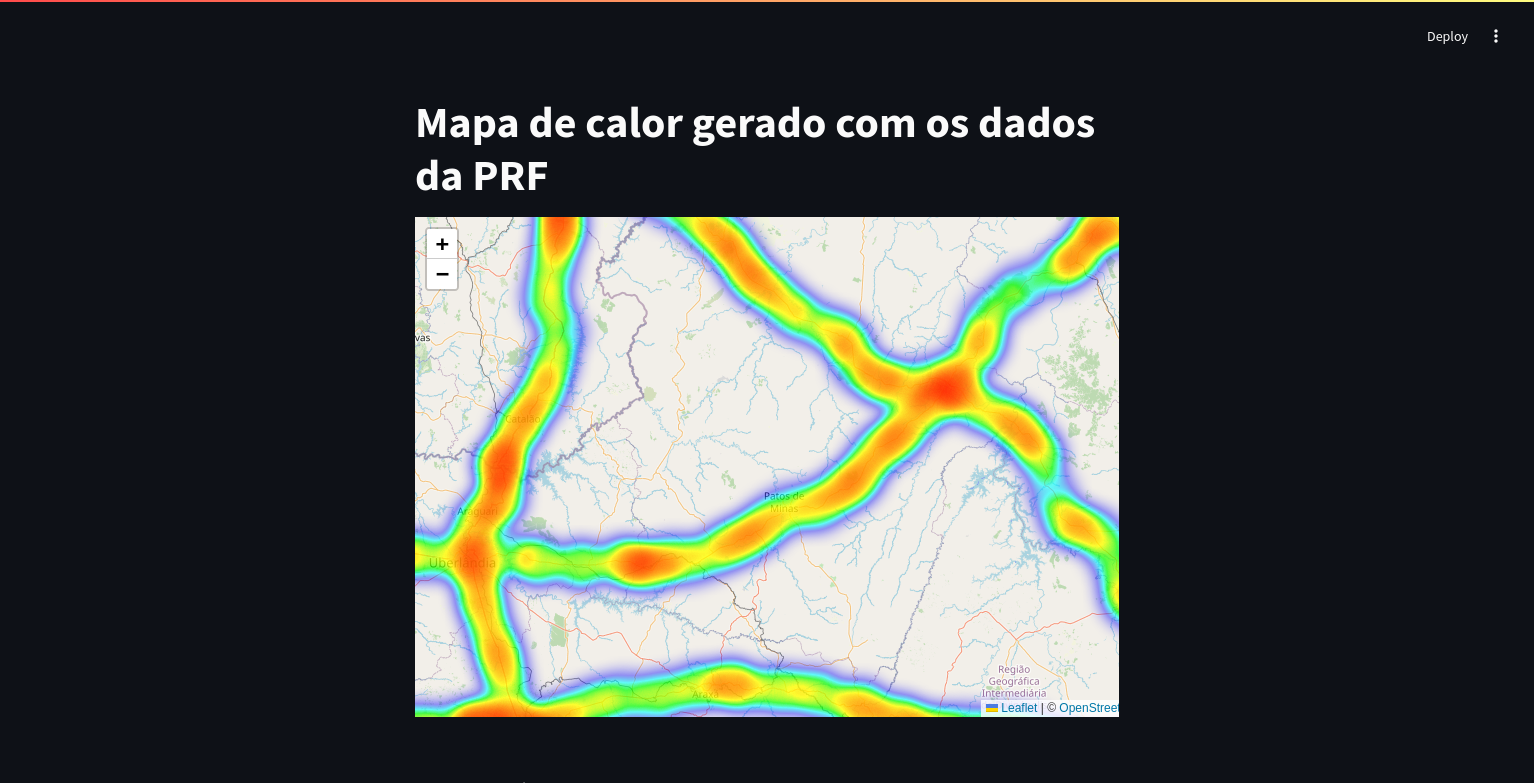 Deploy
Mapa de calor gerado com os dados
da PRF
+
−
vas
Catalão
Araguari
Uberlândia
Patos de
Minas
Araxá
Região
Geográfica
Intermediária
Leaflet | © OpenStreet